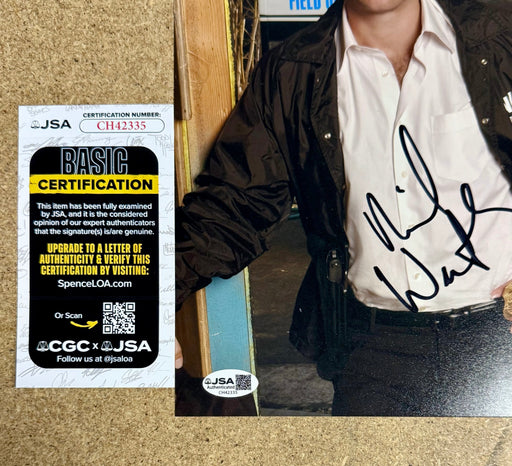 FIELD
JSA
CERTIFICATION NUMBER:
CH42335
BASIC
CERTIFICATION
This item has been fully examined
by JSA, and it is the considered
opinion of our expert authenticators
that the signature(s) is/are genuine.
UPGRADE TO A LETTER OF
AUTHENTICITY & VERIFY THIS
CERTIFICATION BY VISITING:
SpenceLOA.com
Or Scan
CGC x JSA
Follow us at @jsaloa
JSA
Authenticated
CH42335